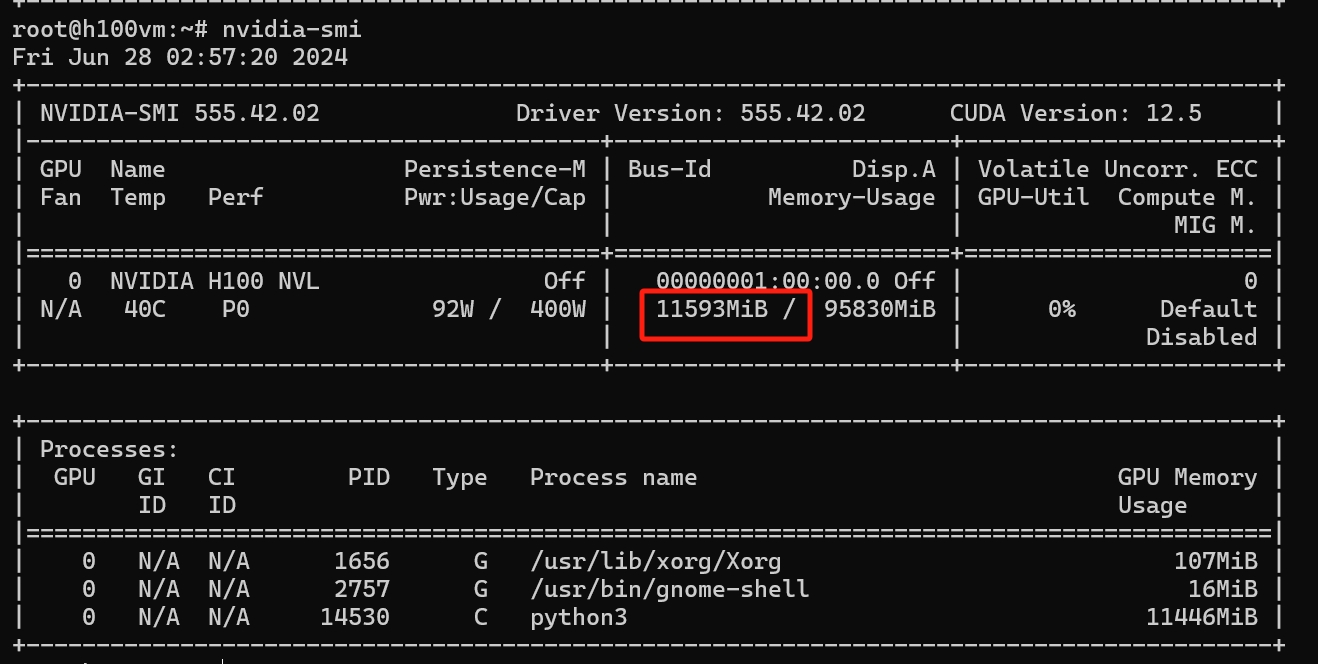 root@h100vm:~# nvidia-smi
Fri Jun 28 02:57:20 2024
+-----------------------------------------------------------------------------------------+
| NVIDIA-SMI 555.42.02              Driver Version: 555.42.02      CUDA Version: 12.5     |
|-----------------------------------------+------------------------+----------------------+
| GPU  Name                 Persistence-M | Bus-Id          Disp.A | Volatile Uncorr. ECC |
| Fan  Temp   Perf          Pwr:Usage/Cap |           Memory-Usage | GPU-Util  Compute M. |
|                                         |                        |               MIG M. |
|=========================================+========================+======================|
|   0  NVIDIA H100 NVL                Off |   00000001:00:00.0 Off |                    0 |
| N/A   40C    P0             92W /  400W |   11593MiB /  95830MiB |      0%      Default |
|                                         |                        |             Disabled |
+-----------------------------------------+------------------------+----------------------+
+-----------------------------------------------------------------------------------------+
| Processes:                                                                              |
|  GPU   GI   CI        PID   Type   Process name                              GPU Memory |
|        ID   ID                                                               Usage      |
|=========================================================================================|
|    0   N/A  N/A      1656      G   /usr/lib/xorg/Xorg                            107MiB |
|    0   N/A  N/A      2757      G   /usr/bin/gnome-shell                           16MiB |
|    0   N/A  N/A     14530      C   python3                                     11446MiB |
+-----------------------------------------------------------------------------------------+